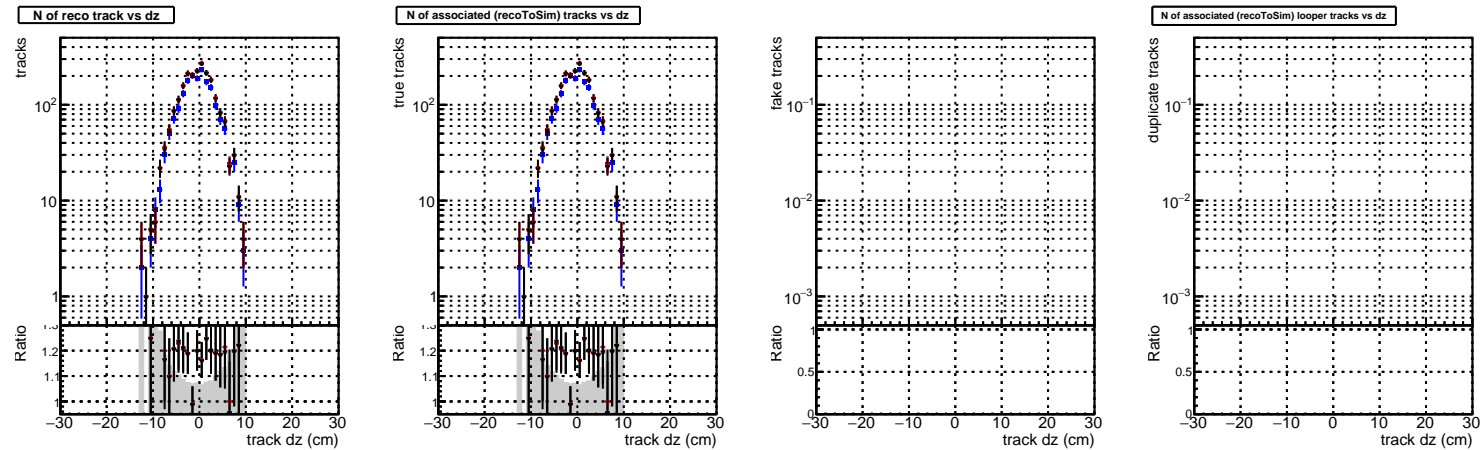 N of reco track vs dz
tracks
10²
10
1
Ratio
1.3
1.2
1.1
1
−30 −20 −10 0 10 20 30
track dz (cm)
N of associated (recoToSim) tracks vs dz
true tracks
10²
10
1
Ratio
1.3
1.2
1.1
1
−30 −20 −10 0 10 20 30
track dz (cm)
fake tracks
10⁻¹
10⁻²
10⁻³
Ratio
1
0.5
0
−30 −20 −10 0 10 20 30
track dz (cm)
N of associated (recoToSim) looper tracks vs dz
duplicate tracks
10⁻¹
10⁻²
10⁻³
Ratio
1
0.5
0
−30 −20 −10 0 10 20 30
track dz (cm)